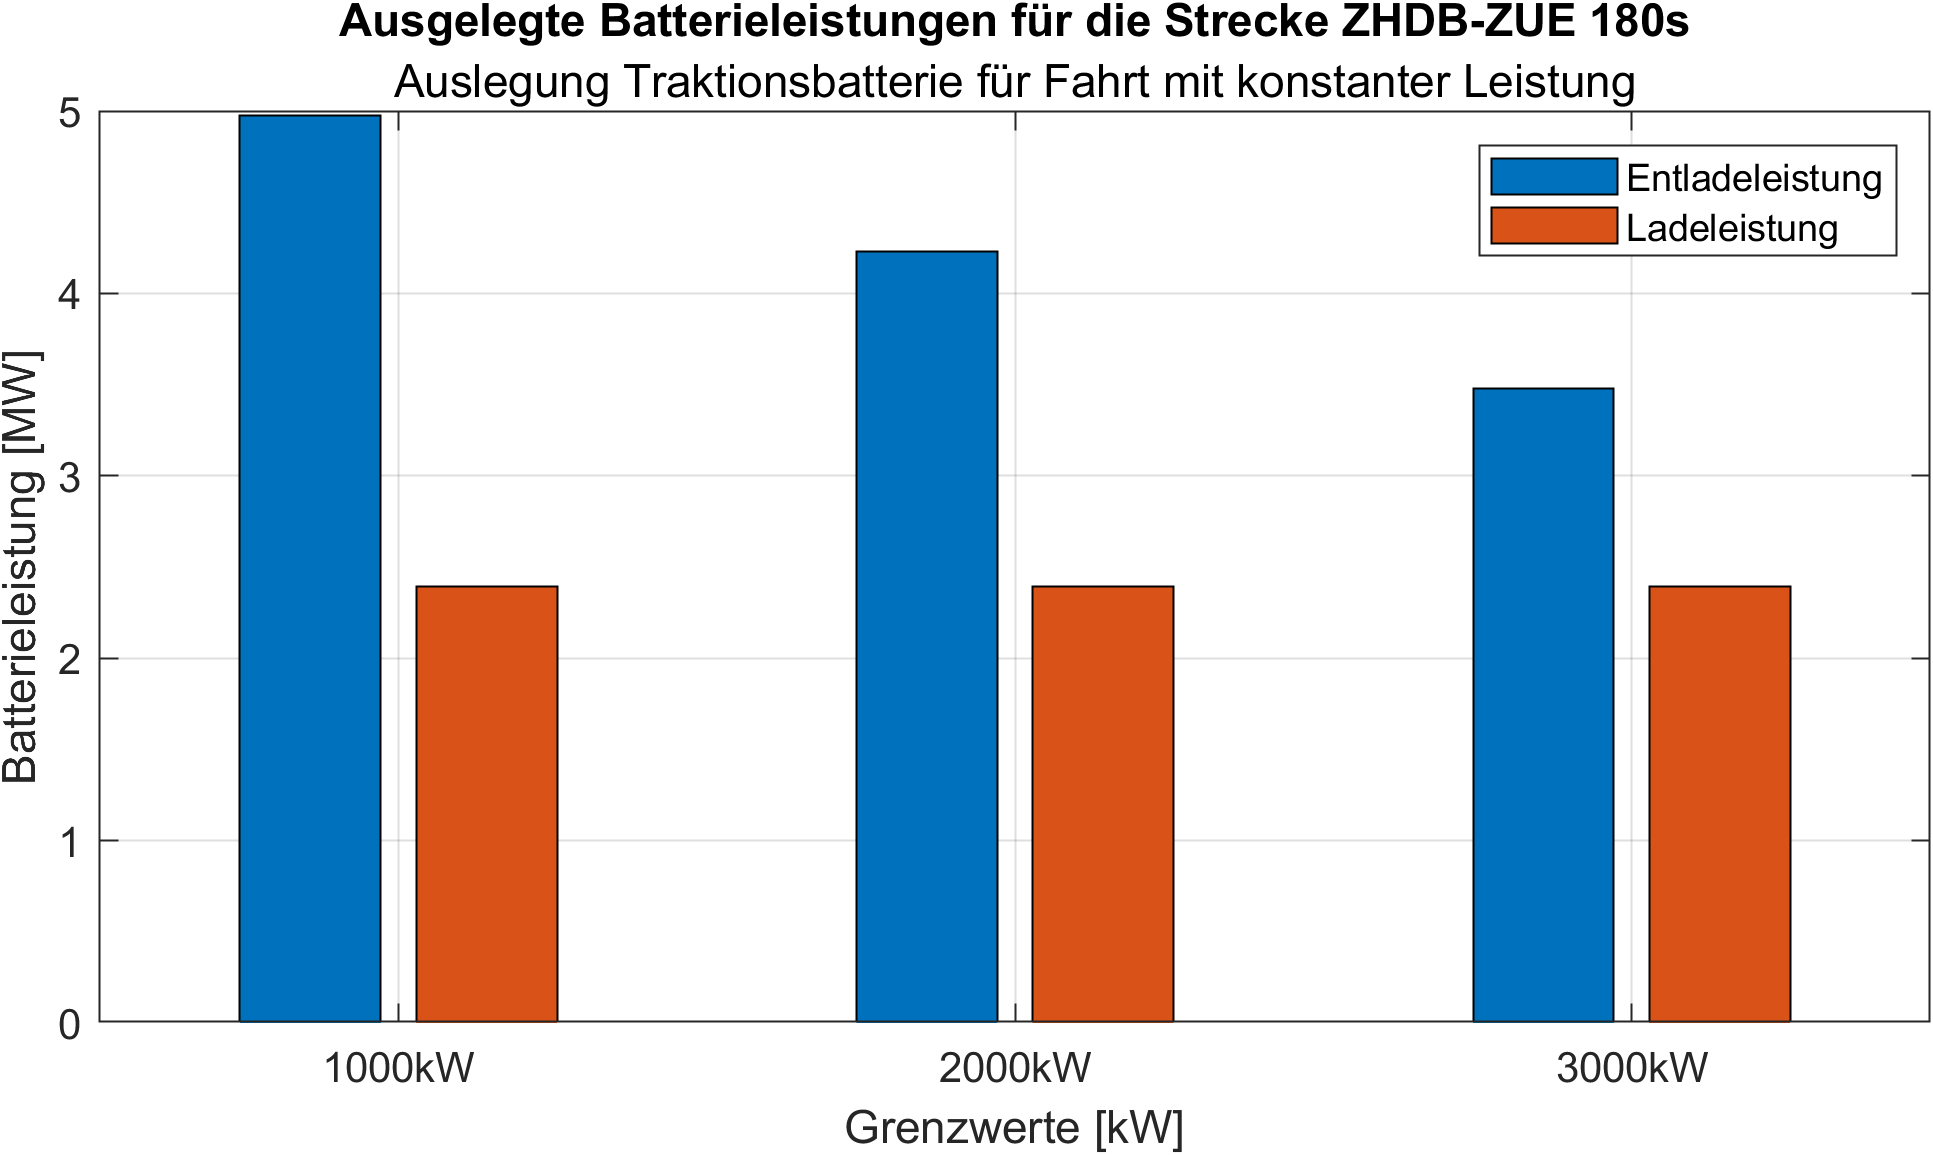 Ausgelegte Batterieleistungen für die Strecke ZHDB-ZUE 180s
Auslegung Traktionsbatterie für Fahrt mit konstanter Leistung
Entladeleistung
Ladeleistung
Batterieleistung [MW]
5
4
3
2
1
0
1000kW
2000kW
3000kW
Grenzwerte [kW]